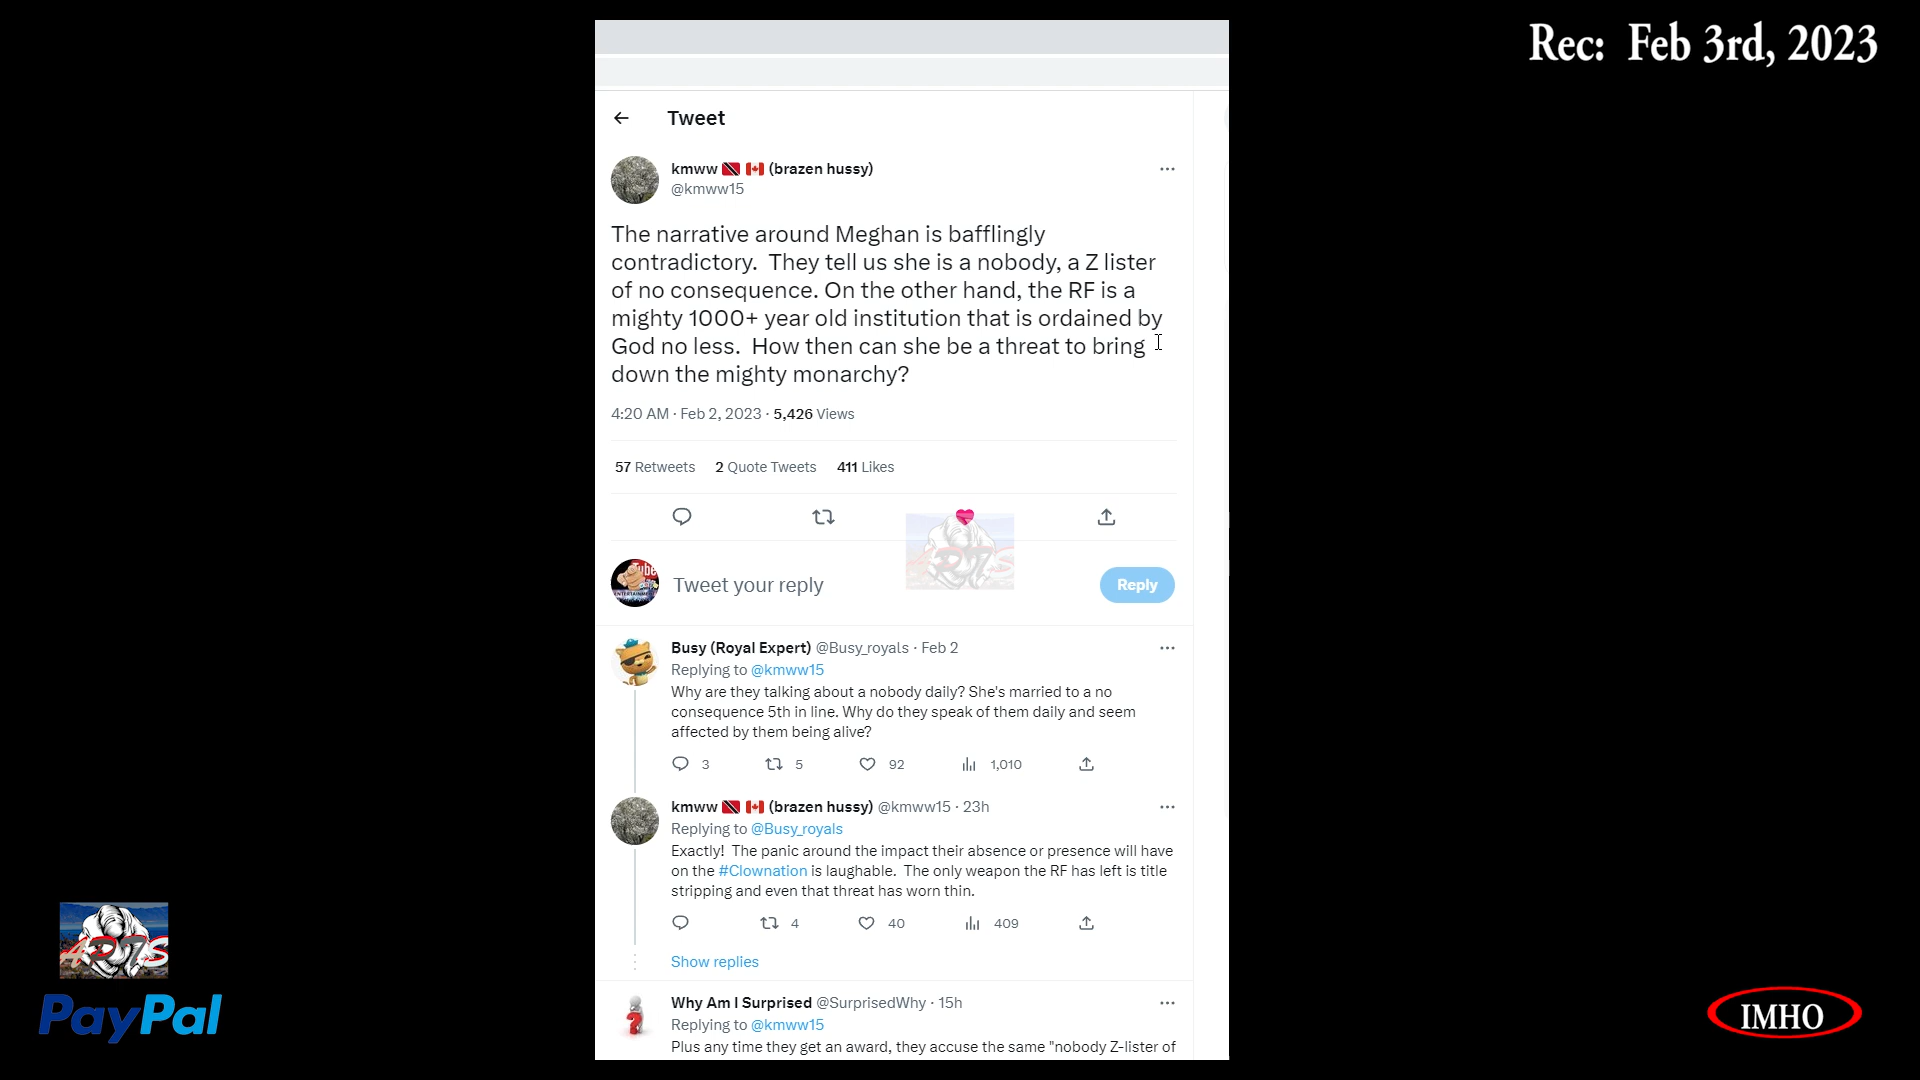 Rec: Feb 3rd, 2023
Tweet
kmww (brazen hussy)
@kmww15
The narrative around Meghan is bafflingly
contradictory. They tell us she is a nobody, a Z lister
of no consequence. On the other hand, the RF is a
mighty 1000+ year old institution that is ordained by
God no less. How then can she be a threat to bring
down the mighty monarchy?
4:20 AM · Feb 2, 2023 · 5,426 Views
57 Retweets 2 Quote Tweets 411 Likes
Tweet your reply
Reply
Busy (Royal Expert) @Busy_royals · Feb 2
Replying to @kmww15
Why are they talking about a nobody daily? She's married to a no
consequence 5th in line. Why do they speak of them daily and seem
affected by them being alive?
3 5 92 1,010
kmww (brazen hussy) @kmww15 · 23h
Replying to @Busy_royals
Exactly! The panic around the impact their absence or presence will have
on the #Clownation is laughable. The only weapon the RF has left is title
stripping and even that threat has worn thin.
4 40 409
Show replies
Why Am I Surprised @SurprisedWhy · 15h
Replying to @kmww15
Plus any time they get an award, they accuse the same "nobody Z-lister of
PayPal
IMHO